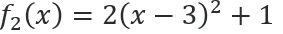 f₂(x) = 2(x − 3)² + 1